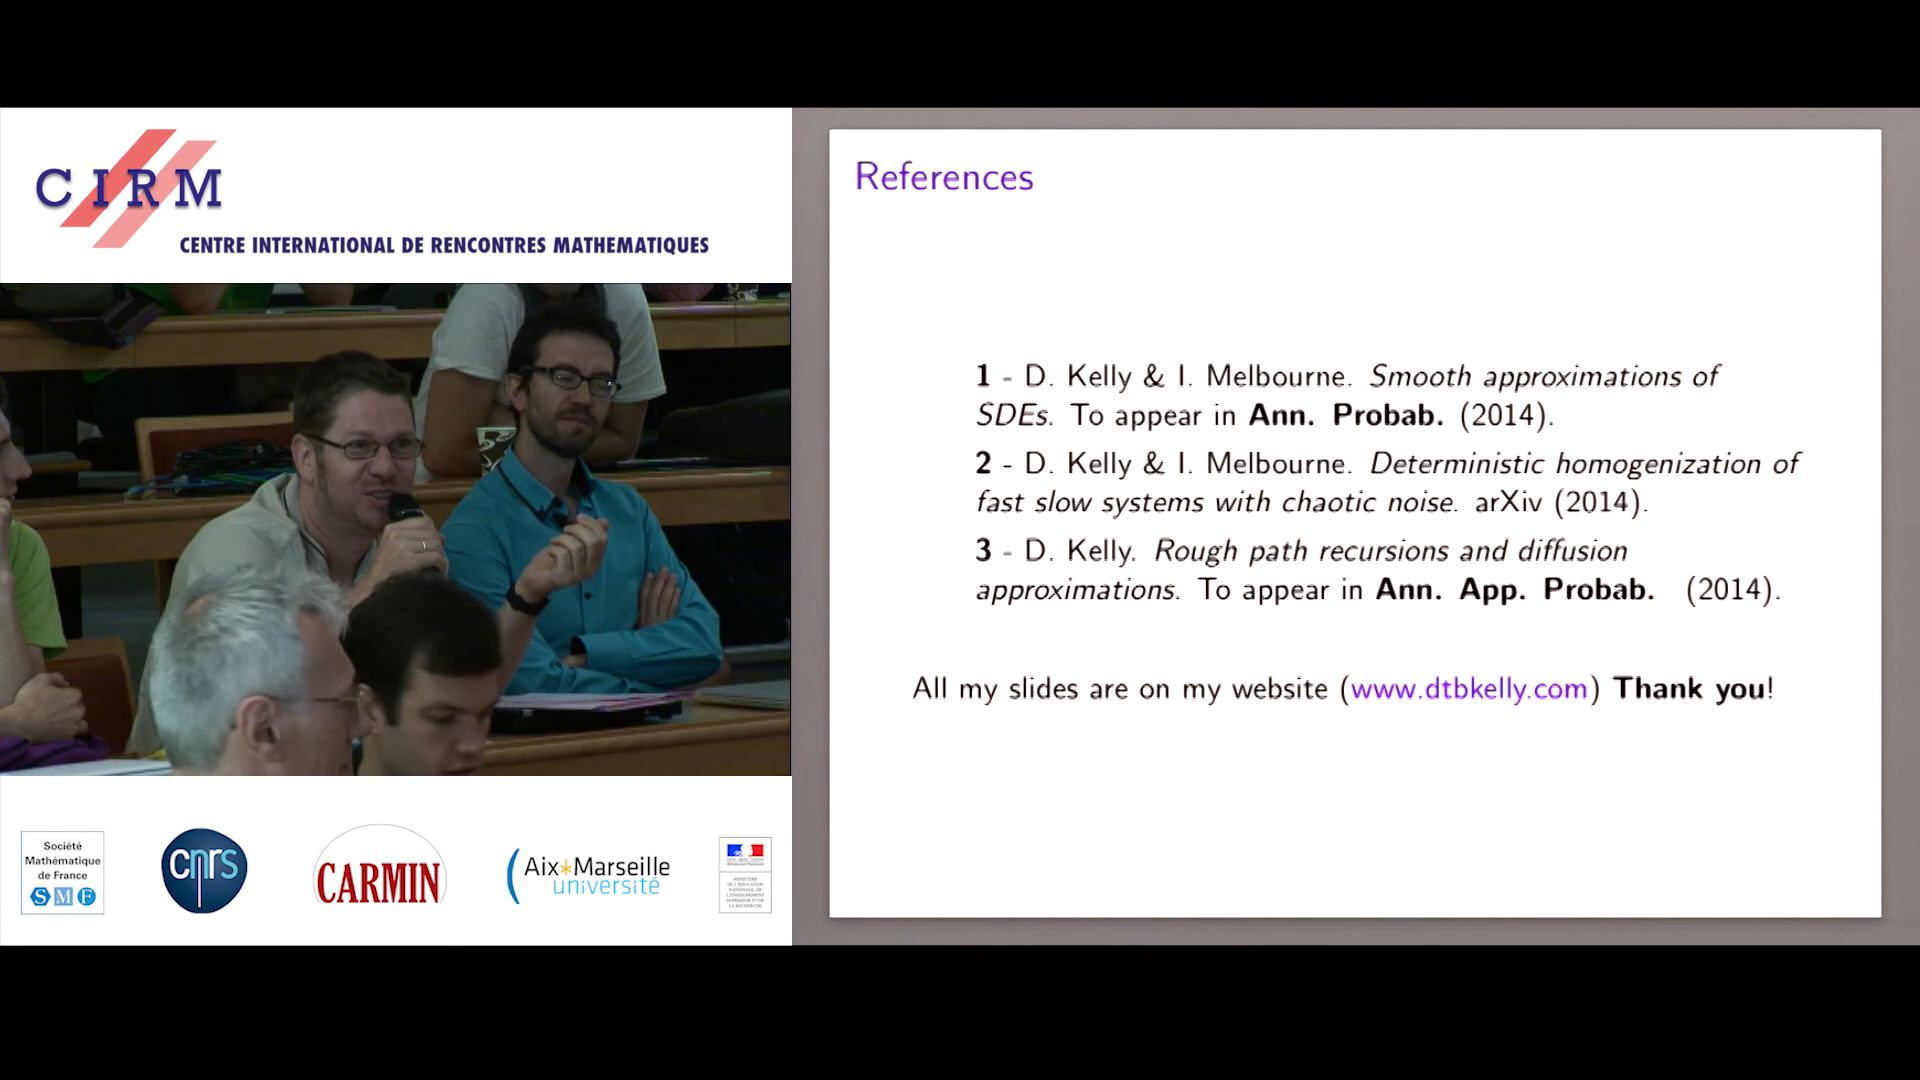 CIRM
CENTRE INTERNATIONAL DE RENCONTRES MATHEMATIQUES
Société
Mathématique
de France
SMF
cnrs
CARMIN
Aix*Marseille
université
References
1 - D. Kelly & I. Melbourne. Smooth approximations of
SDEs. To appear in Ann. Probab. (2014).
2 - D. Kelly & I. Melbourne. Deterministic homogenization of
fast slow systems with chaotic noise. arXiv (2014).
3 - D. Kelly. Rough path recursions and diffusion
approximations. To appear in Ann. App. Probab. (2014).
All my slides are on my website (www.dtbkelly.com) Thank you!